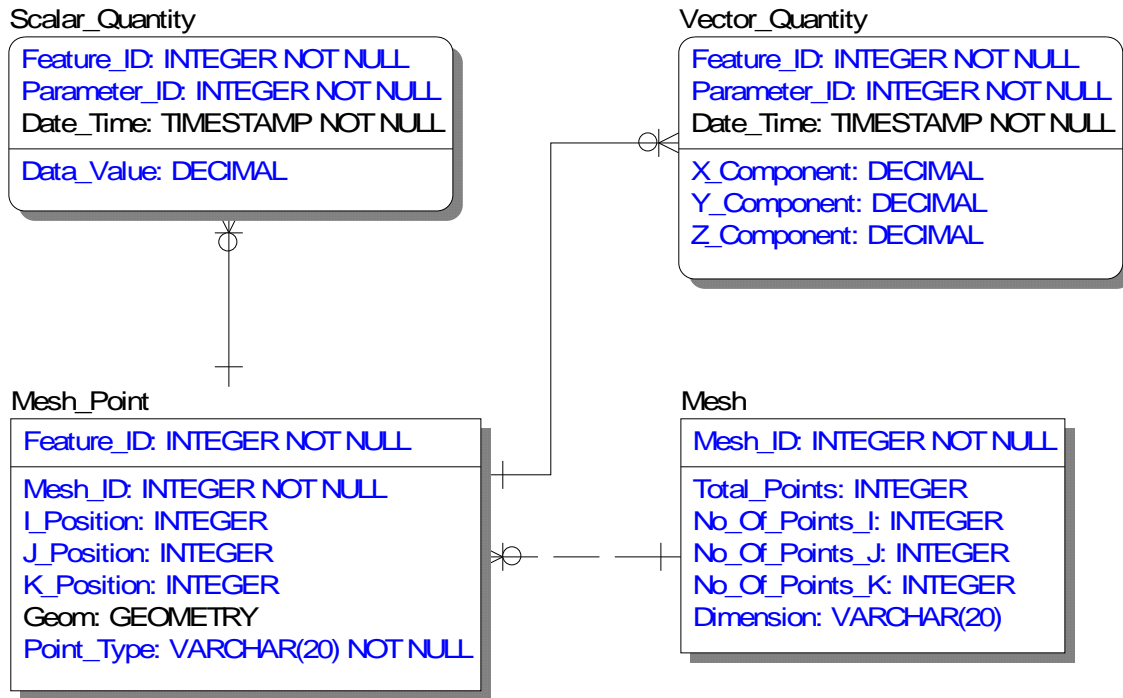 Scalar_Quantity
Feature_ID: INTEGER NOT NULL
Parameter_ID: INTEGER NOT NULL
Date_Time: TIMESTAMP NOT NULL
Data_Value: DECIMAL
Vector_Quantity
Feature_ID: INTEGER NOT NULL
Parameter_ID: INTEGER NOT NULL
Date_Time: TIMESTAMP NOT NULL
X_Component: DECIMAL
Y_Component: DECIMAL
Z_Component: DECIMAL
Mesh_Point
Feature_ID: INTEGER NOT NULL
Mesh_ID: INTEGER NOT NULL
I_Position: INTEGER
J_Position: INTEGER
K_Position: INTEGER
Geom: GEOMETRY
Point_Type: VARCHAR(20) NOT NULL
Mesh
Mesh_ID: INTEGER NOT NULL
Total_Points: INTEGER
No_Of_Points_I: INTEGER
No_Of_Points_J: INTEGER
No_Of_Points_K: INTEGER
Dimension: VARCHAR(20)